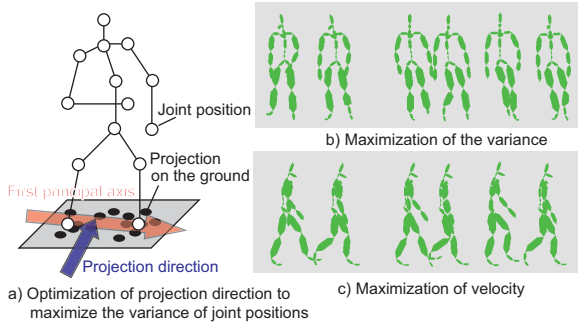 Joint position
Projection
on the ground
First principal axis
Projection direction
a) Optimization of projection direction to
maximize the variance of joint positions
b) Maximization of the variance
c) Maximization of velocity